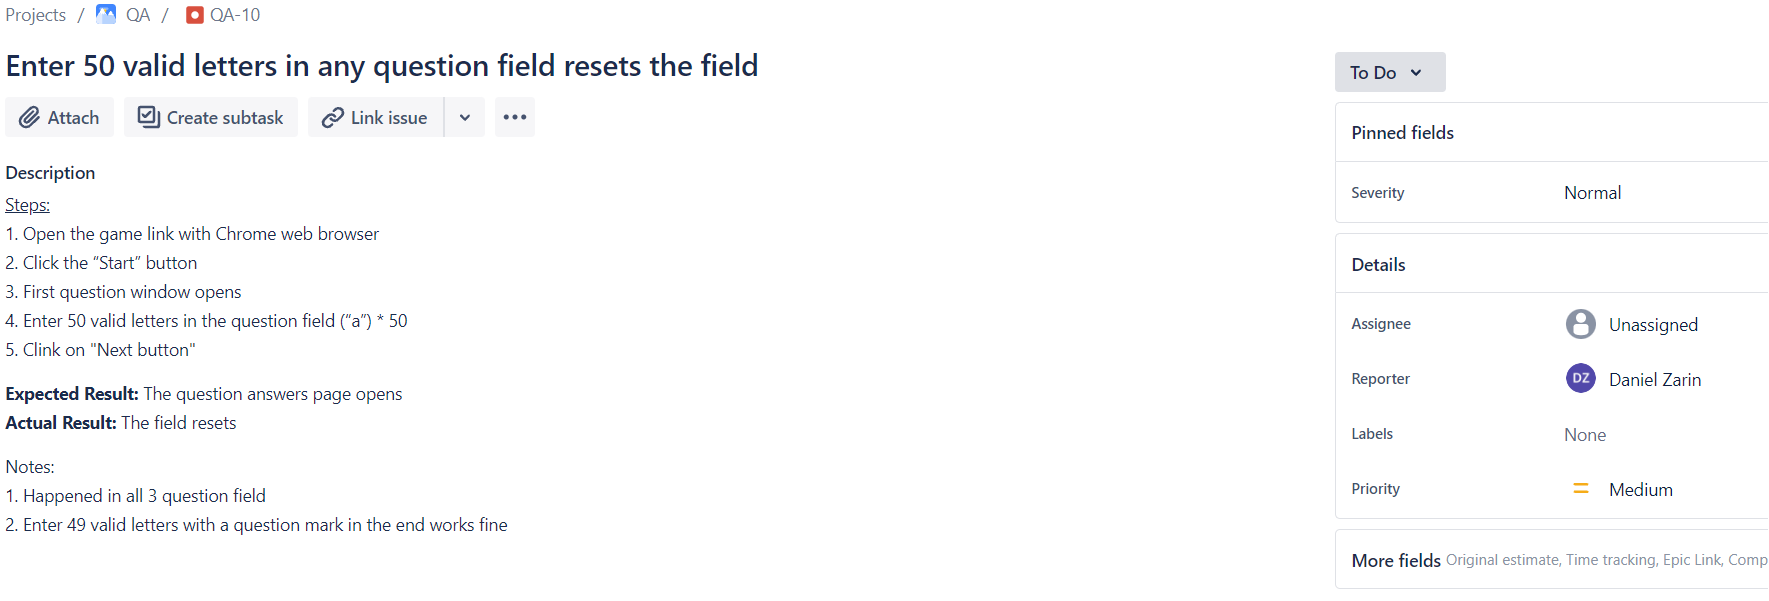 Projects / QA / QA-10
Enter 50 valid letters in any question field resets the field
Attach Create subtask Link issue
Description
Steps:
1. Open the game link with Chrome web browser
2. Click the “Start” button
3. First question window opens
4. Enter 50 valid letters in the question field (“a”) * 50
5. Clink on "Next button"
Expected Result: The question answers page opens
Actual Result: The field resets
Notes:
1. Happened in all 3 question field
2. Enter 49 valid letters with a question mark in the end works fine
To Do
Pinned fields
Severity Normal
Details
Assignee Unassigned
Reporter DZ Daniel Zarin
Labels None
Priority Medium
More fields Original estimate, Time tracking, Epic Link, Comp